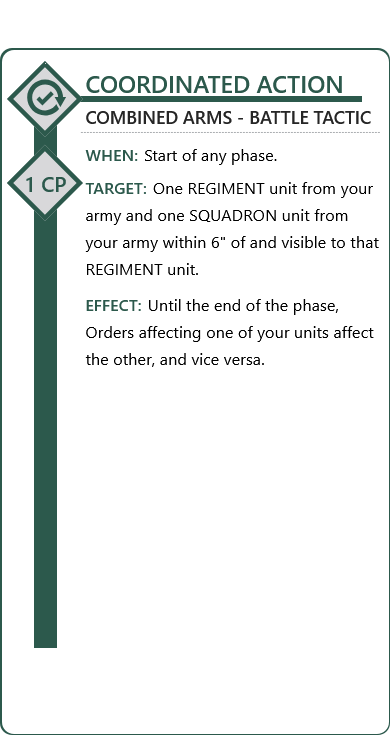 COORDINATED ACTION
COMBINED ARMS - BATTLE TACTIC
WHEN: Start of any phase.
1 CP
TARGET: One REGIMENT unit from your
army and one SQUADRON unit from
your army within 6" of and visible to that
REGIMENT unit.
EFFECT: Until the end of the phase,
Orders affecting one of your units affect
the other, and vice versa.